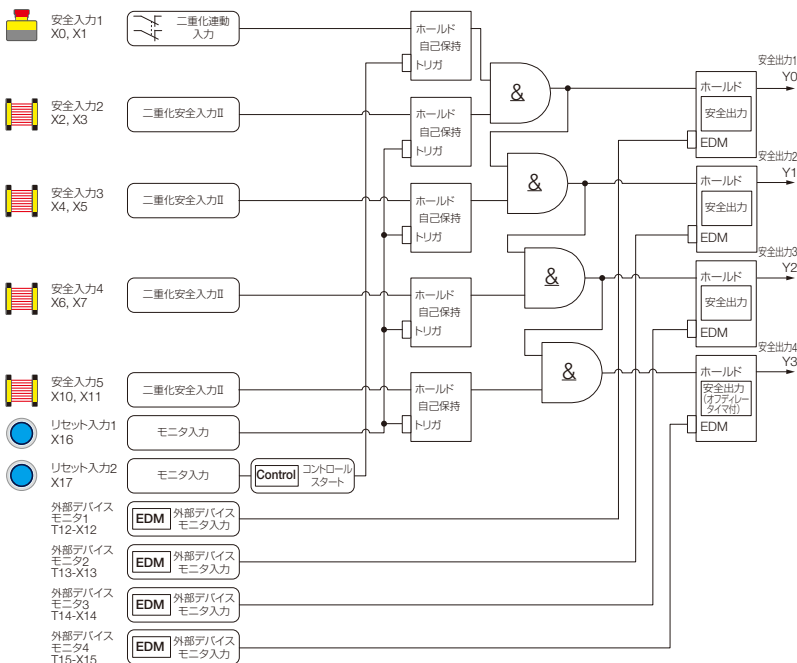 安全入力1
X0, X1
二重化連動
入力
ホールド
自己保持
トリガ
&
安全出力1
Y0
ホールド
安全出力
EDM
安全入力2
X2, X3
二重化安全入力II
ホールド
自己保持
トリガ
&
安全出力2
Y1
ホールド
安全出力
EDM
安全入力3
X4, X5
二重化安全入力II
ホールド
自己保持
トリガ
&
安全出力3
Y2
ホールド
安全出力
EDM
安全入力4
X6, X7
二重化安全入力II
ホールド
自己保持
トリガ
&
安全出力4
Y3
ホールド
安全出力
(オフディレー
タイマ付)
EDM
安全入力5
X10, X11
二重化安全入力II
ホールド
自己保持
トリガ
リセット入力1
X16
モニタ入力
リセット入力2
X17
モニタ入力
Control コントロール
スタート
外部デバイス
モニタ1
T12-X12
EDM 外部デバイス
モニタ入力
外部デバイス
モニタ2
T13-X13
EDM 外部デバイス
モニタ入力
外部デバイス
モニタ3
T14-X14
EDM 外部デバイス
モニタ入力
外部デバイス
モニタ4
T15-X15
EDM 外部デバイス
モニタ入力